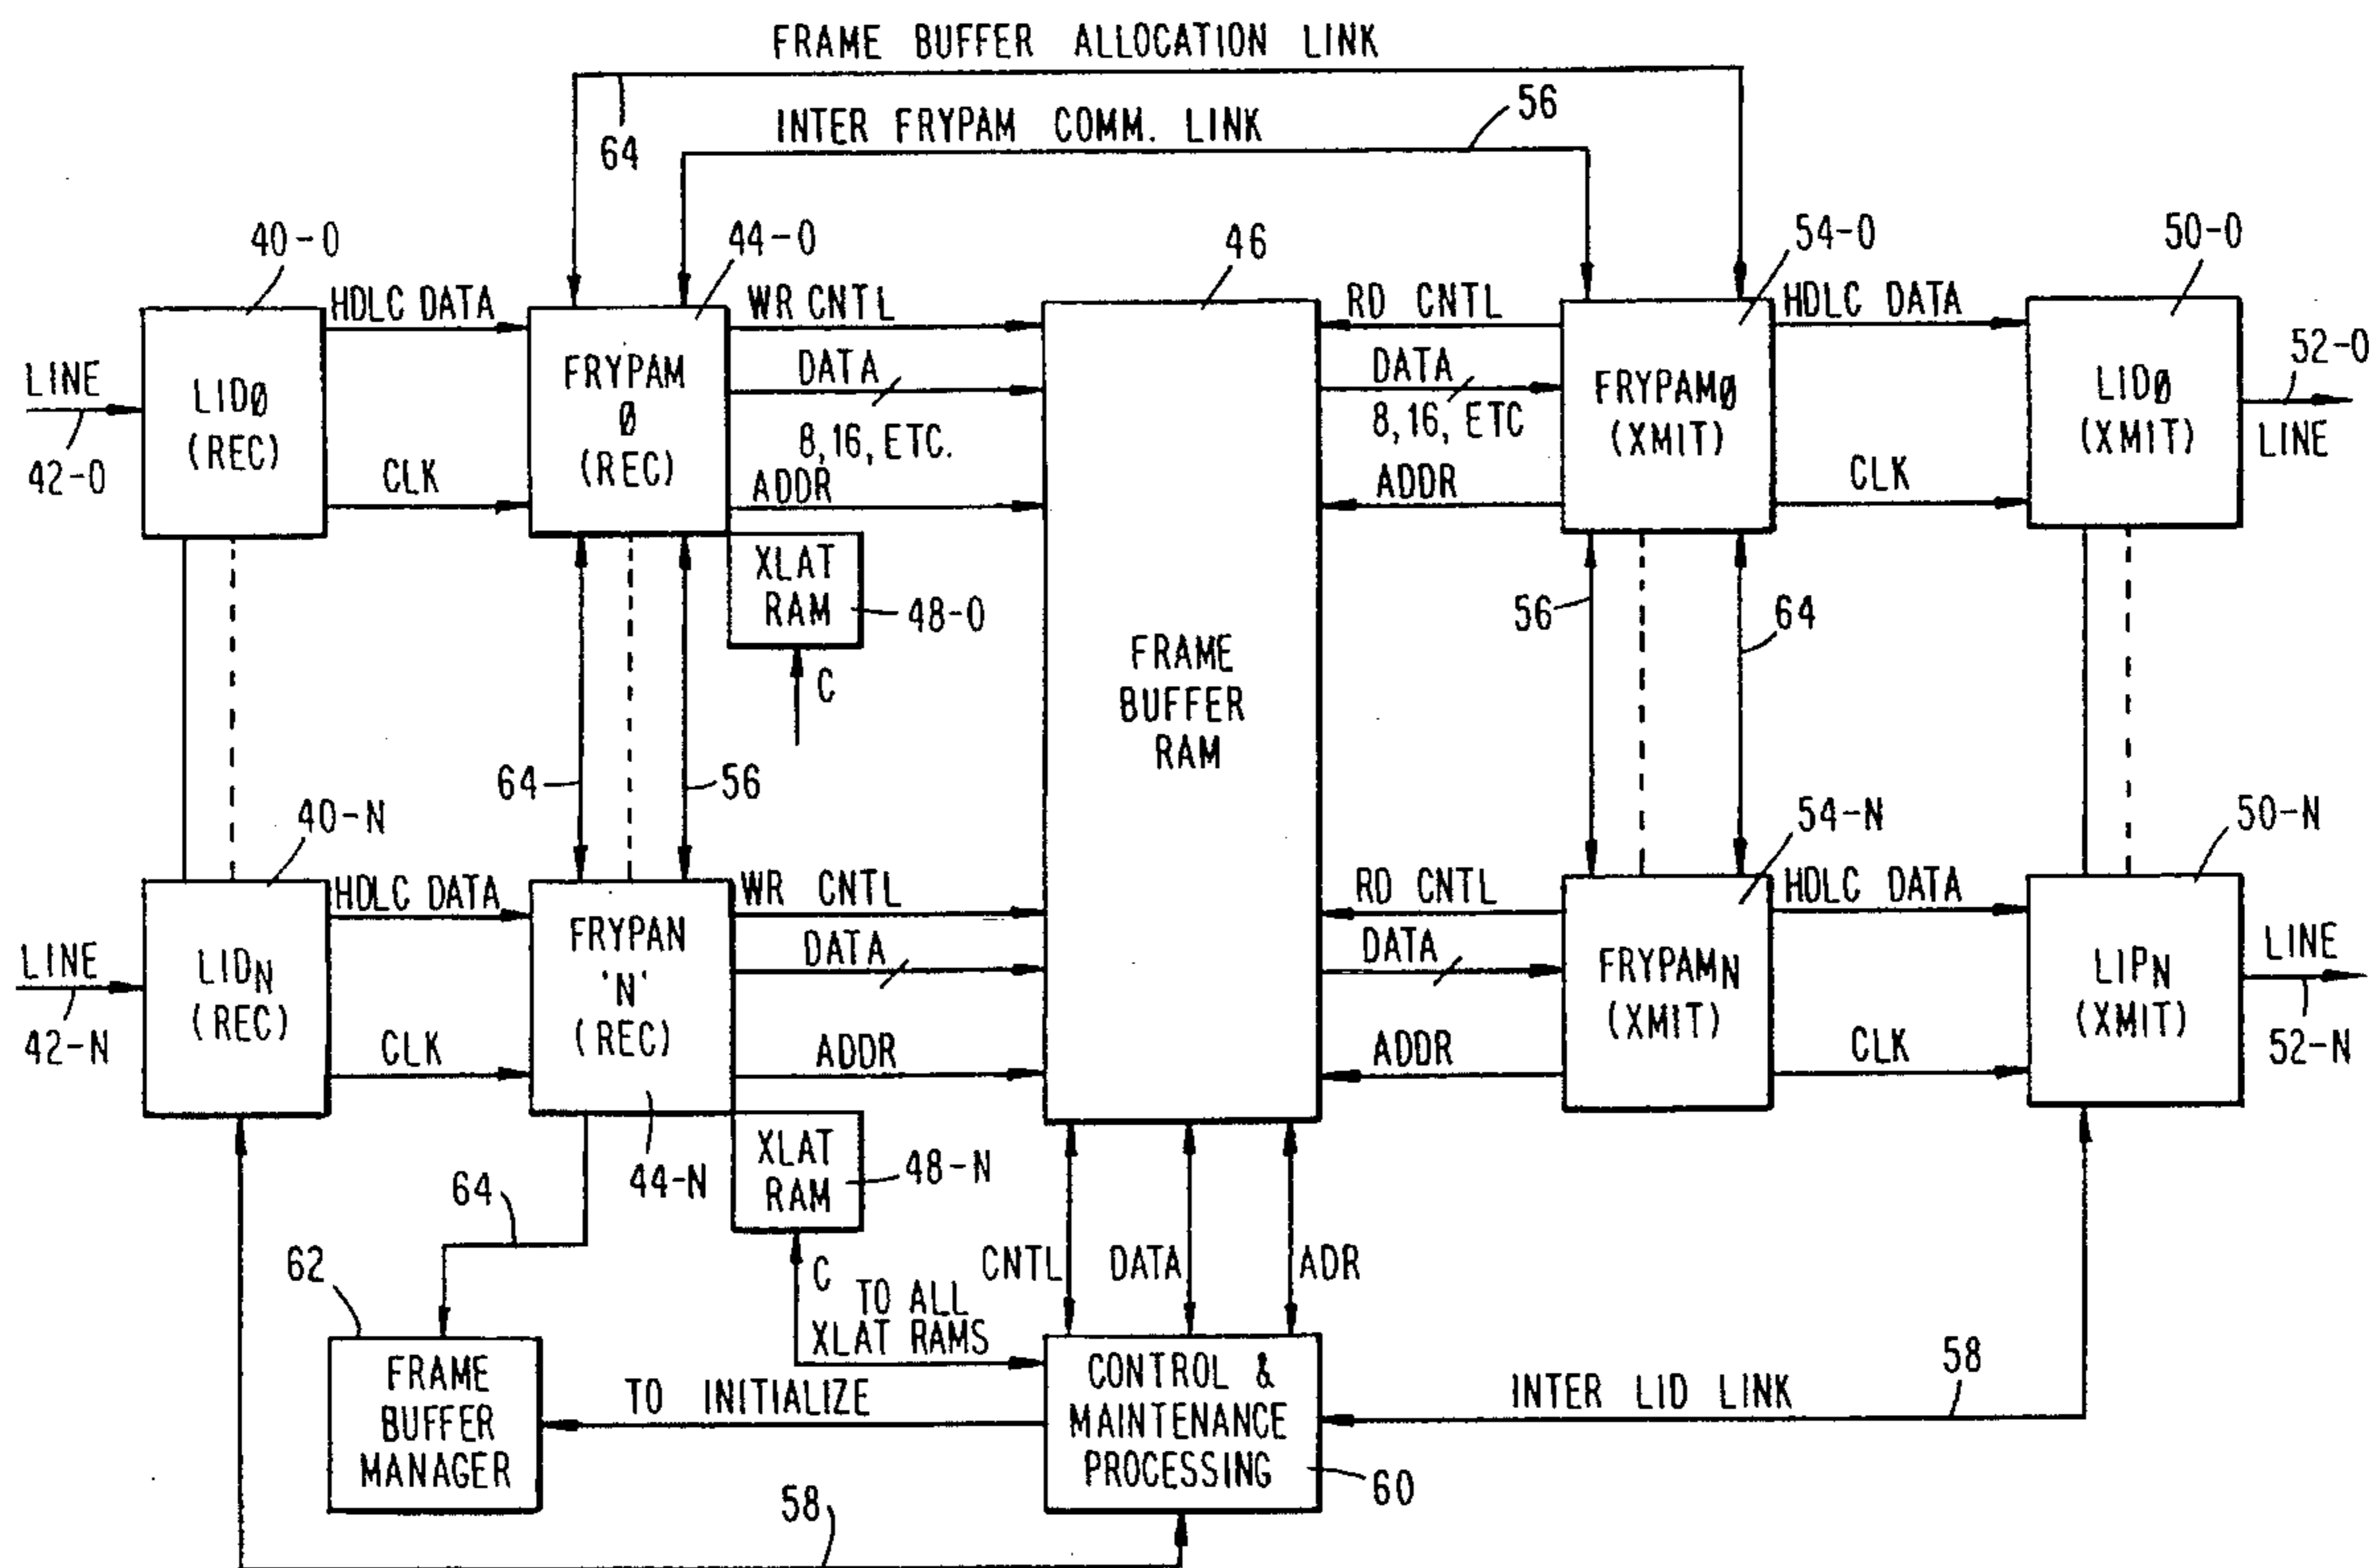 FRAME BUFFER ALLOCATION LINK
64
INTER FRYPAM COMM. LINK
56
40-0
44-0
46
54-0
50-0
HDLC DATA
WR CNTL
RD CNTL
HDLC DATA
LINE
42-0
LIDØ
(REC)
FRYPAM
Ø
(REC)
DATA
8, 16, ETC.
DATA
8, 16, ETC
FRYPAMØ
(XMIT)
LIDØ
(XMIT)
52-0
LINE
CLK
ADDR
ADDR
CLK
XLAT
RAM
48-0
C
FRAME
BUFFER
RAM
56
64
64
56
40-N
54-N
50-N
HDLC DATA
WR CNTL
RD CNTL
HDLC DATA
LINE
42-N
LIDN
(REC)
FRYPAN
'N'
(REC)
DATA
DATA
FRYPAMN
(XMIT)
LIPN
(XMIT)
LINE
52-N
CLK
ADDR
ADDR
CLK
44-N
XLAT
RAM
48-N
64
62
C
TO ALL
XLAT RAMS
CNTL
DATA
ADR
FRAME
BUFFER
MANAGER
TO INITIALIZE
CONTROL &
MAINTENANCE
PROCESSING
60
INTER LID LINK
58
58